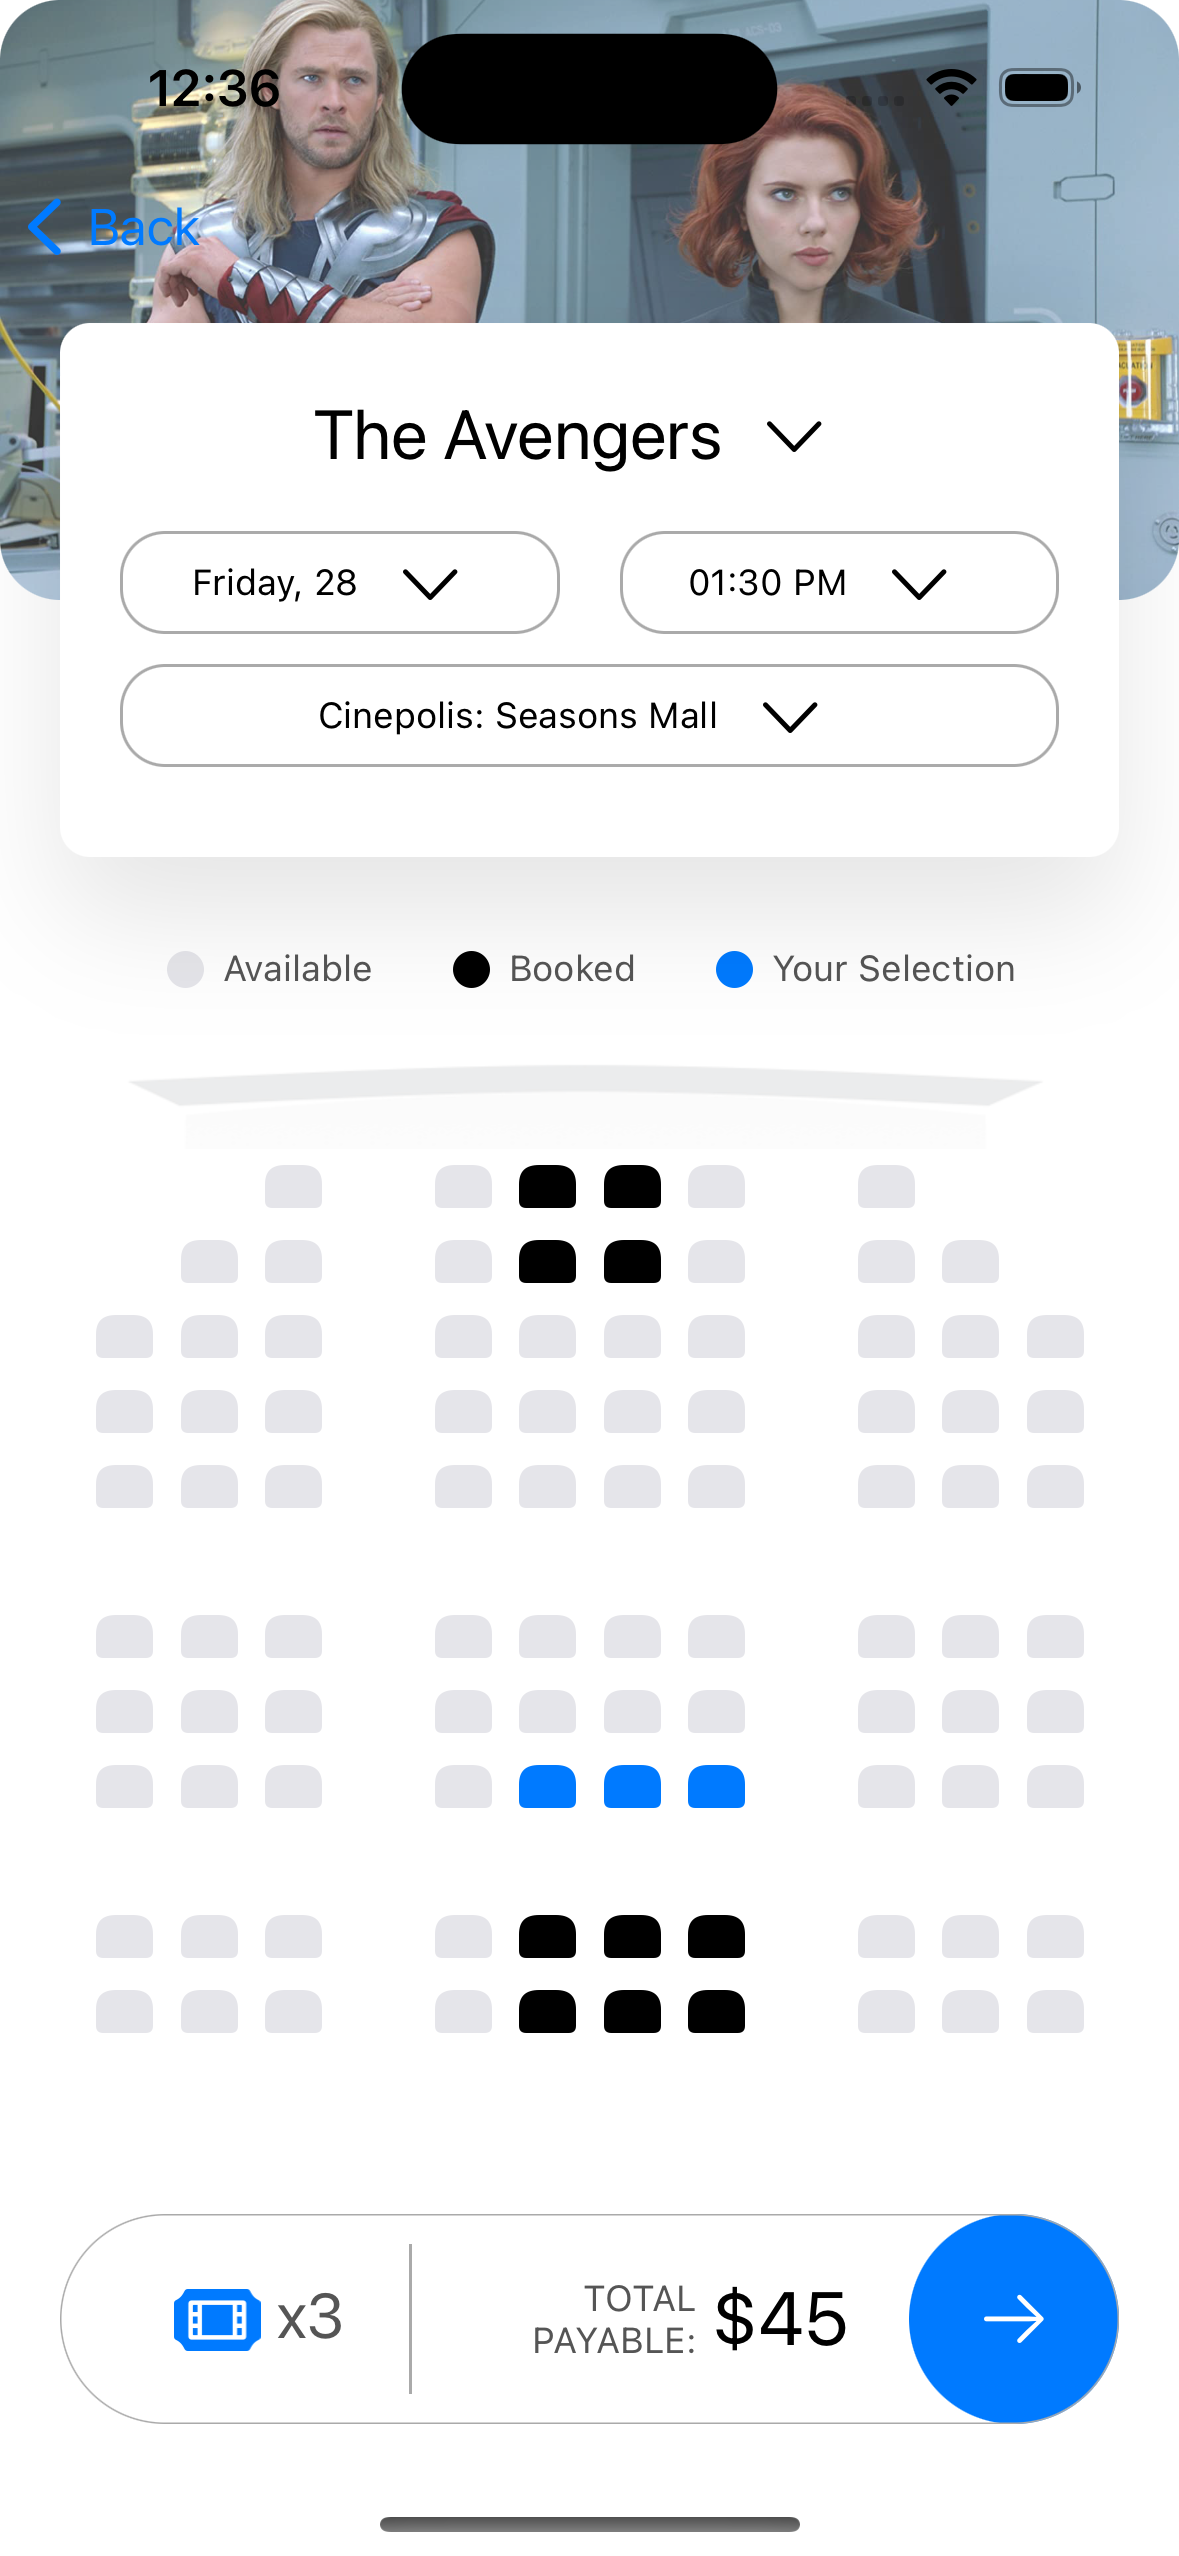 12:36
Back
The Avengers
Friday, 28
01:30 PM
Cinepolis: Seasons Mall
Available
Booked
Your Selection
x3
TOTAL
PAYABLE:
$45